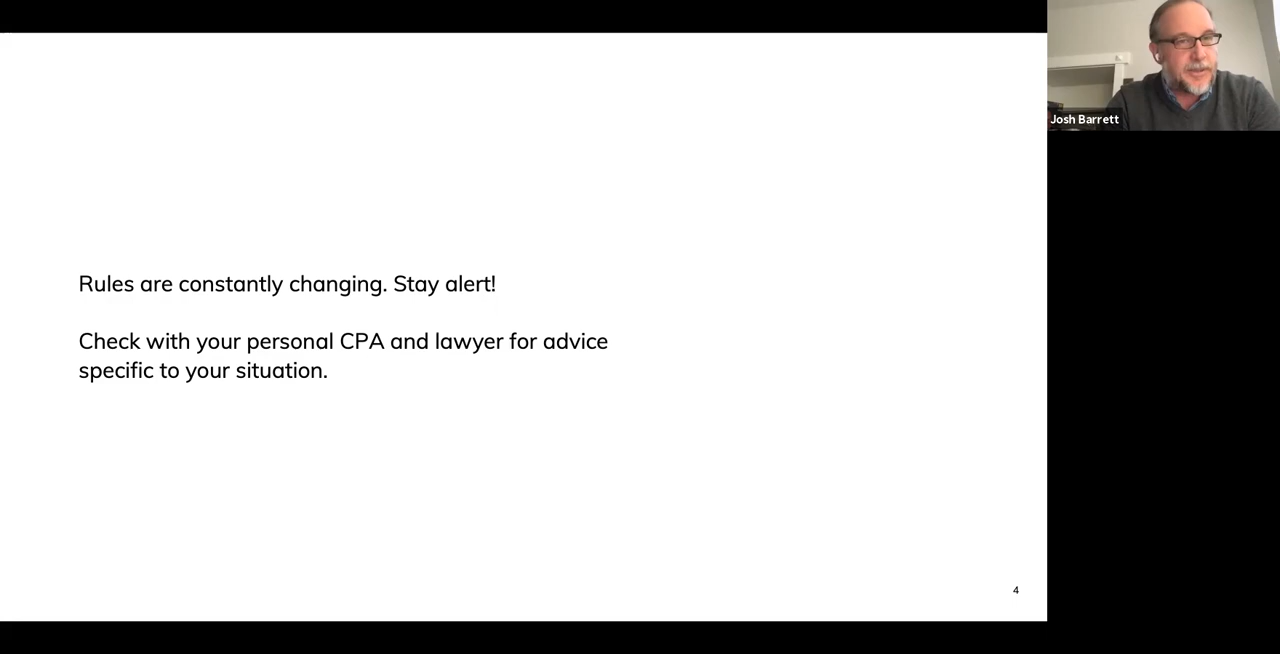 Rules are constantly changing. Stay alert!
Check with your personal CPA and lawyer for advice
specific to your situation.
4
Josh Barrett